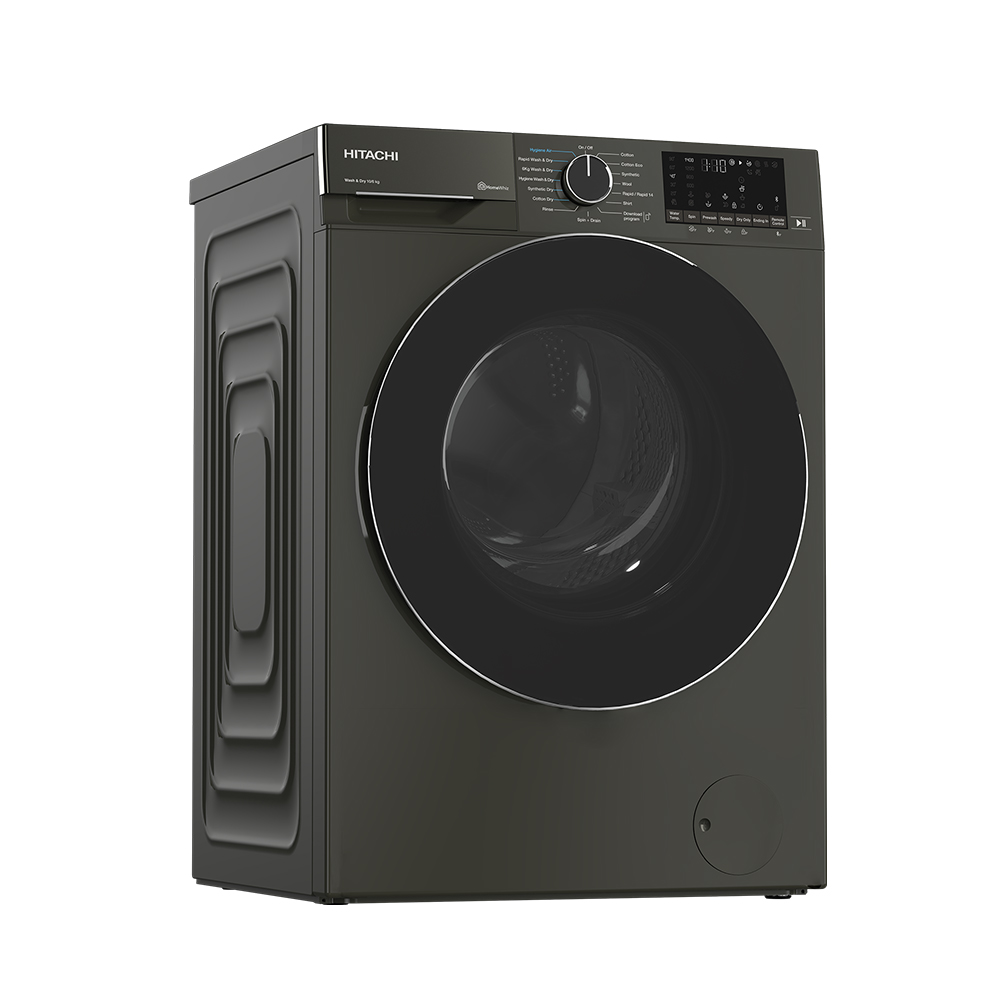 HITACHI
Wash & Dry 10/6 kg
HomeWhiz
On / Off
Hygiene Air
Rapid Wash & Dry
6Kg Wash & Dry
Hygiene Wash & Dry
Synthetic Dry
Cotton Dry
Rinse
Spin + Drain
Cotton
Cotton Eco
Synthetic
Wool
Rapid / Rapid 14
Shirt
Download
program
1400
1:10
Water
Temp.
Spin
Prewash
Speedy
Dry Only
Ending In
Remote
Control